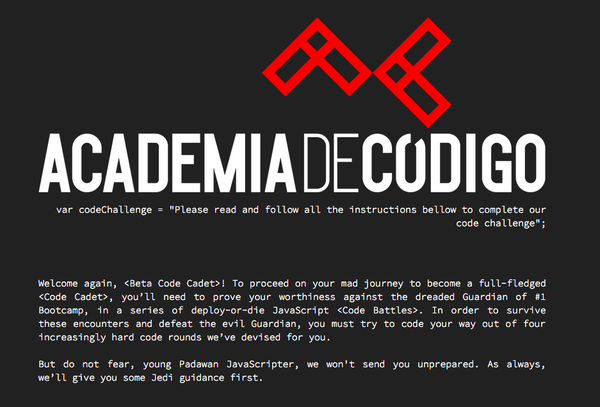 ACADEMIADECÓDIGO
var codeChallenge = "Please read and follow all the instructions bellow to complete our
code challenge";
Welcome again, <Beta Code Cadet>! To proceed on your mad journey to become a full-fledged
<Code Cadet>, you’ll need to prove your worthiness against the dreaded Guardian of #1
Bootcamp, in a series of deploy-or-die JavaScript <Code Battles>. In order to survive
these encounters and defeat the evil Guardian, you must try to code your way out of four
increasingly hard code rounds we’ve devised for you.
But do not fear, young Padawan JavaScripter, we won't send you unprepared. As always,
we’ll give you some Jedi guidance first.